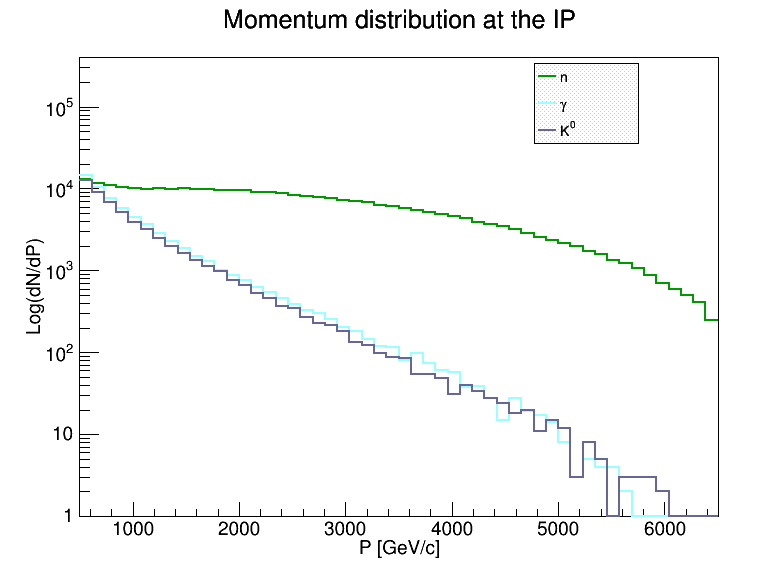 Momentum distribution at the IP
n
γ
K⁰
10⁵
10⁴
10³
10²
10
1
Log(dN/dP)
1000 2000 3000 4000 5000 6000
P [GeV/c]